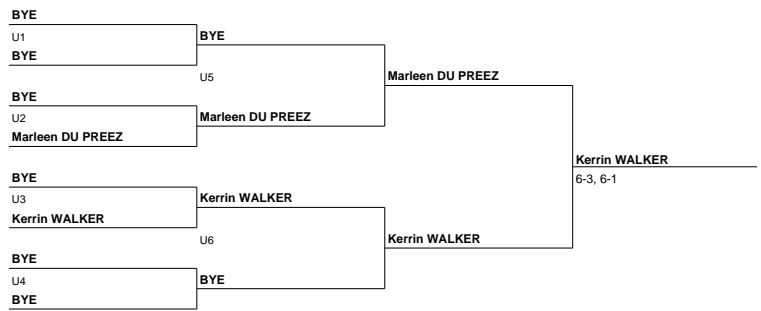 BYE
U1
BYE
BYE
U5
Marleen DU PREEZ
BYE
U2
Marleen DU PREEZ
Marleen DU PREEZ
Kerrin WALKER
6-3, 6-1
BYE
U3
Kerrin WALKER
Kerrin WALKER
U6
Kerrin WALKER
BYE
U4
BYE
BYE